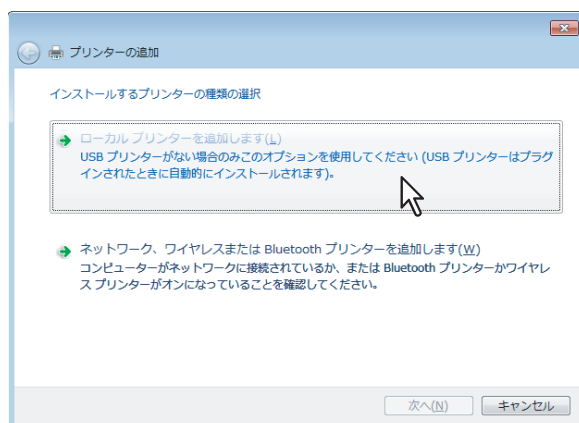 プリンターの追加
インストールするプリンターの種類の選択
ローカル プリンターを追加します(L)
USB プリンターがない場合のみこのオプションを使用してください (USB プリンターはプラグ
インされたときに自動的にインストールされます)。
ネットワーク、ワイヤレスまたは Bluetooth プリンターを追加します(W)
コンピューターがネットワークに接続されているか、または Bluetooth プリンターかワイヤレ
ス プリンターがオンになっていることを確認してください。
次へ(N) キャンセル